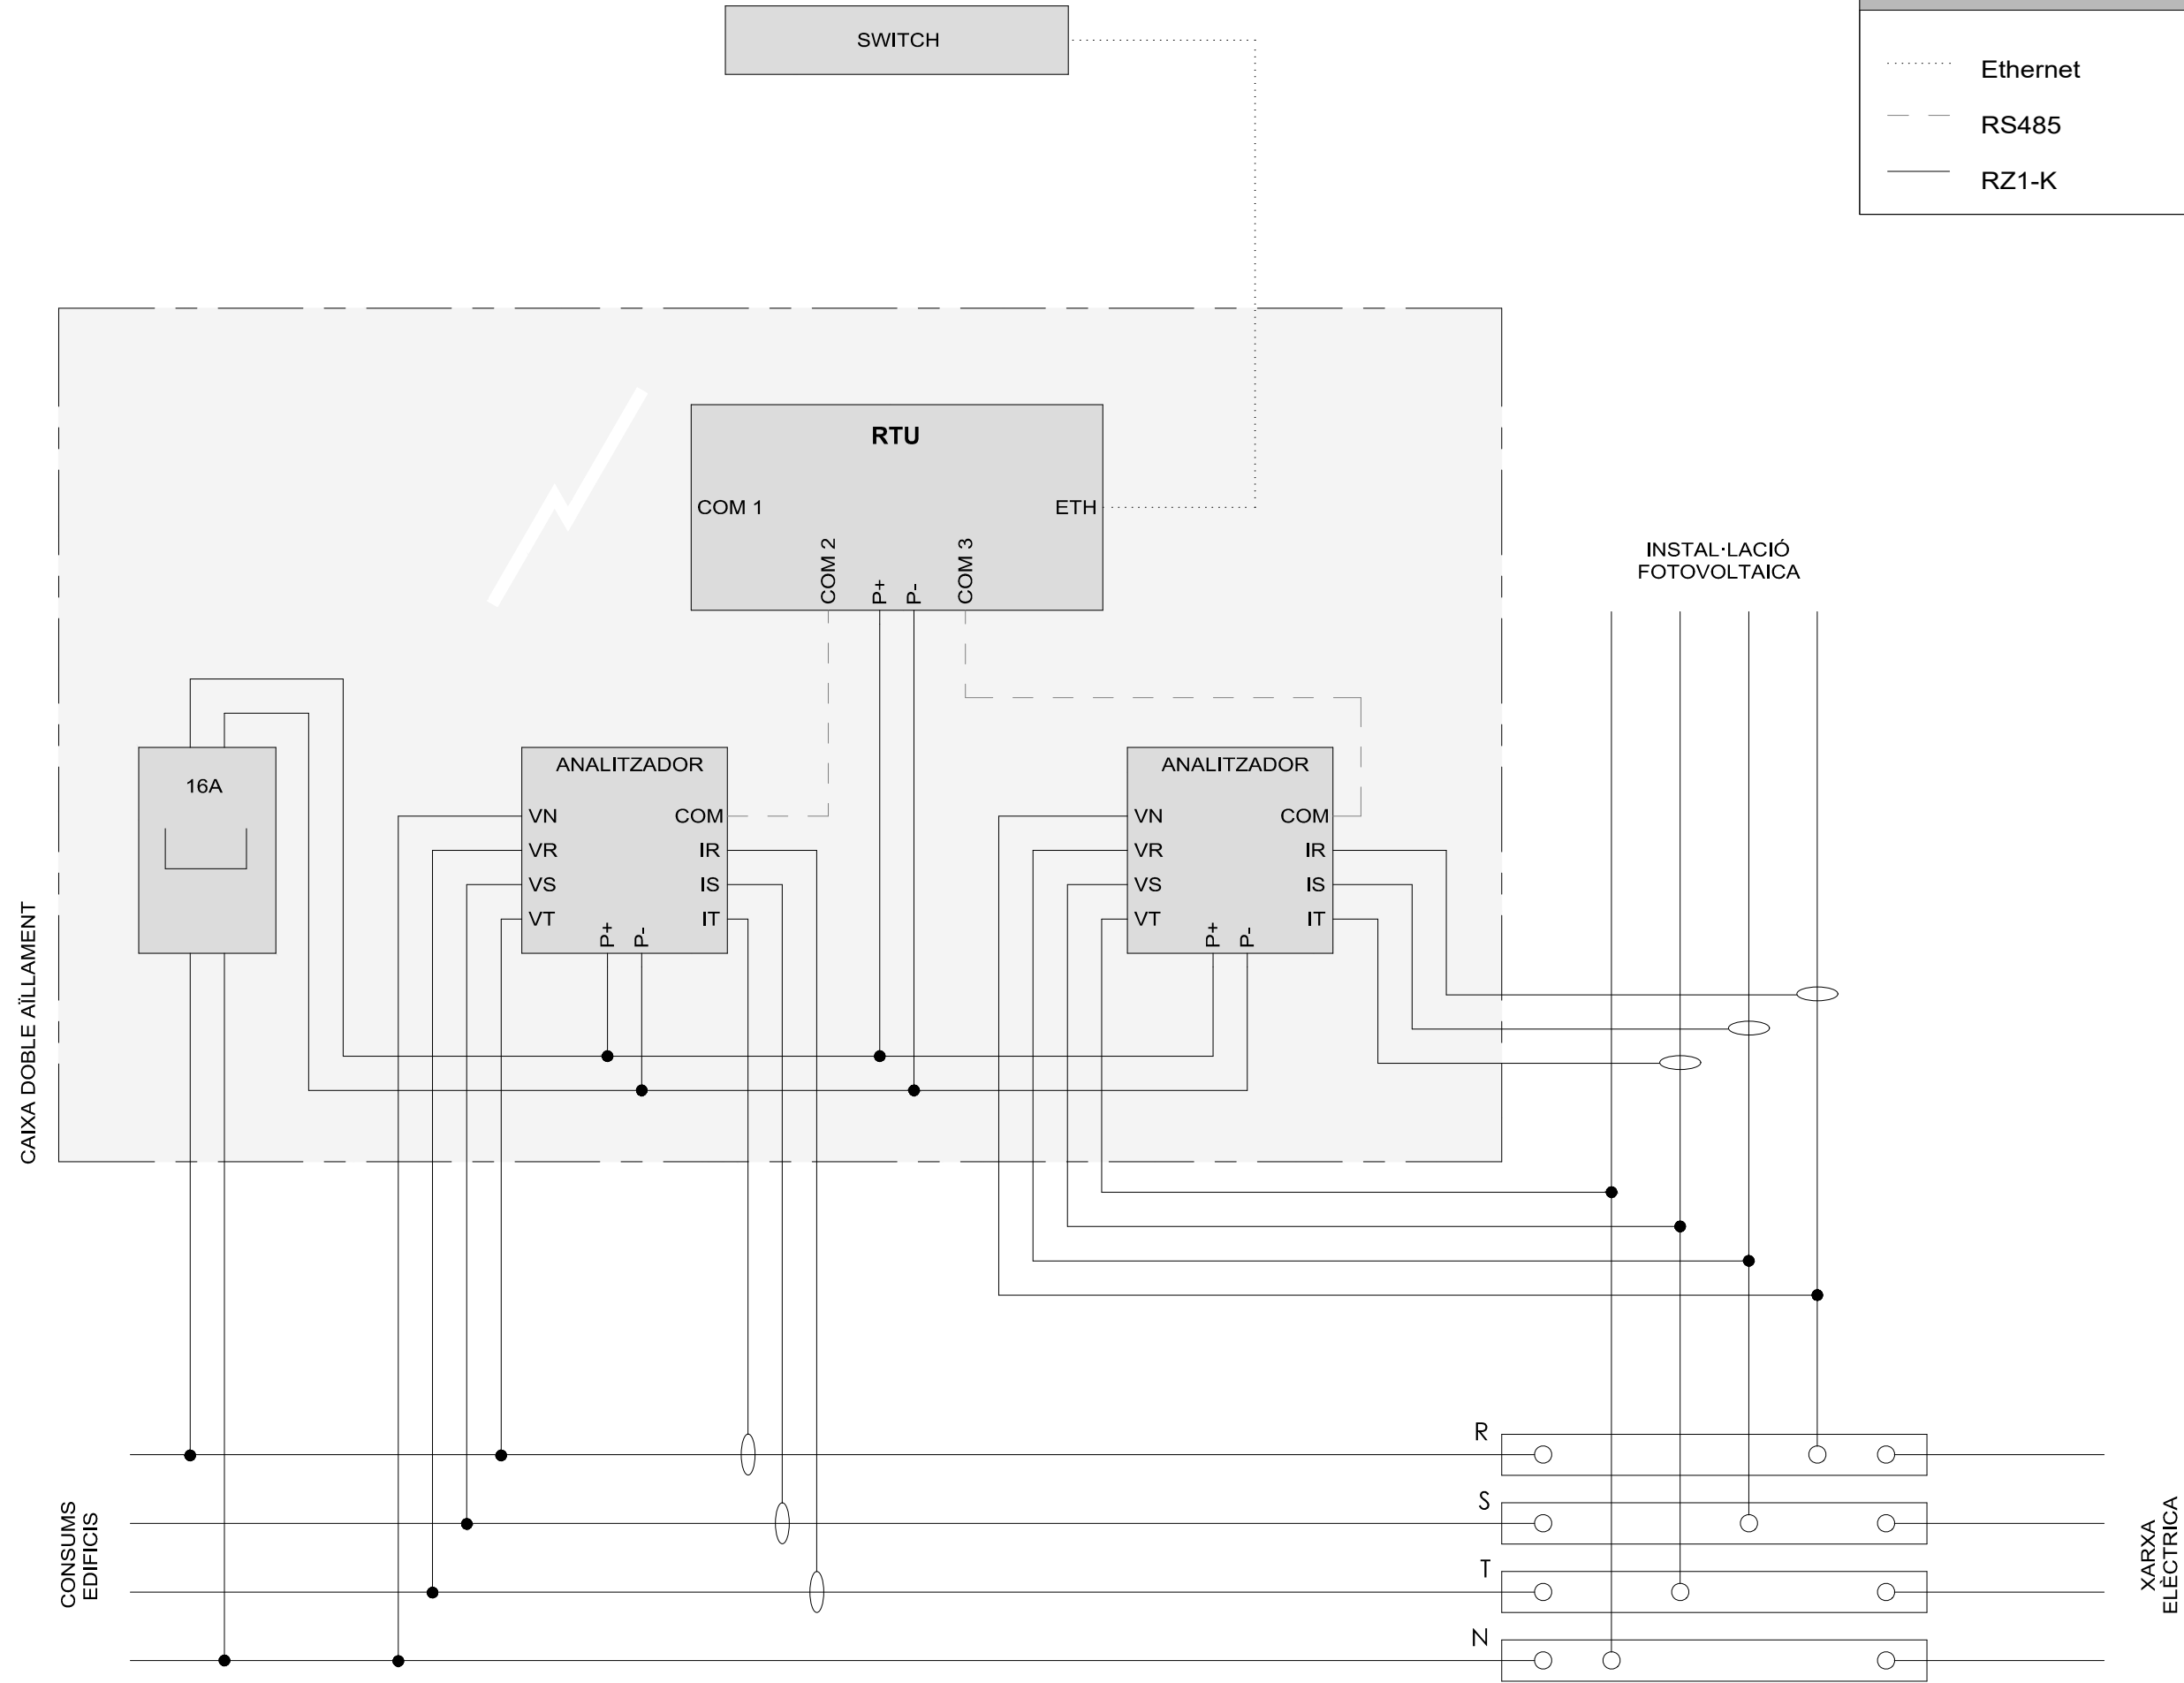 SWITCH
Ethernet
RS485
RZ1-K
RTU
COM 1
ETH
COM 2
P+
P-
COM 3
INSTAL·LACIÓ
FOTOVOLTAICA
16A
ANALITZADOR
VN
COM
VR
IR
VS
IS
VT
IT
P+
P-
ANALITZADOR
VN
COM
VR
IR
VS
IS
VT
IT
P+
P-
CAIXA DOBLE AÏLLAMENT
R
S
T
N
CONSUMS
EDIFICIS
XARXA
ELÈCTRICA